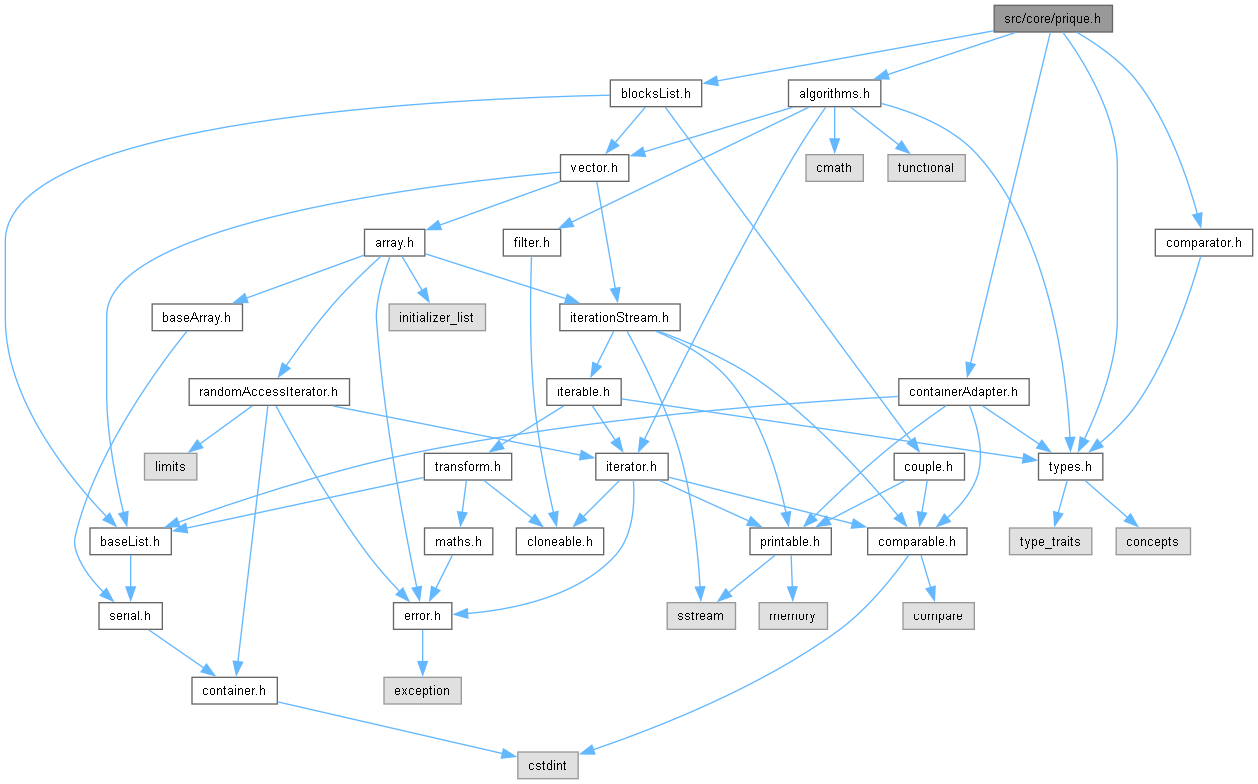 src/core/prique.h
blocksList.h
algorithms.h
vector.h
cmath
functional
array.h
filter.h
comparator.h
baseArray.h
initializer_list
iterationStream.h
randomAccessIterator.h
iterable.h
containerAdapter.h
limits
transform.h
iterator.h
couple.h
types.h
baseList.h
maths.h
cloneable.h
printable.h
comparable.h
type_traits
concepts
serial.h
error.h
sstream
memory
compare
container.h
exception
cstdint